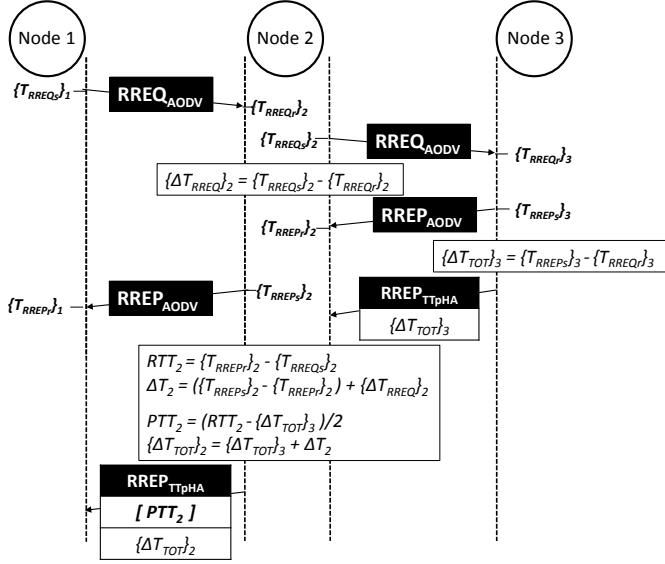 Node 1
Node 2
Node 3
{T_RREQs}_1
RREQ_AODV
{T_RREQr}_2
{T_RREQs}_2
RREQ_AODV
{T_RREQr}_3
{ΔT_RREQ}_2 = {T_RREQs}_2 - {T_RREQr}_2
{T_RREPr}_2
RREP_AODV
{T_RREPs}_3
{ΔT_TOT}_3 = {T_RREPs}_3 - {T_RREQr}_3
{T_RREPr}_1
RREP_AODV
{T_RREPs}_2
RREP_TTpHA
{ΔT_TOT}_3
RTT_2 = {T_RREPr}_2 - {T_RREQs}_2
ΔT_2 = ({T_RREPs}_2 - {T_RREPr}_2 ) + {ΔT_RREQ}_2
PTT_2 = (RTT_2 - {ΔT_TOT}_3 )/2
{ΔT_TOT}_2 = {ΔT_TOT}_3 + ΔT_2
RREP_TTpHA
[ PTT_2 ]
{ΔT_TOT}_2